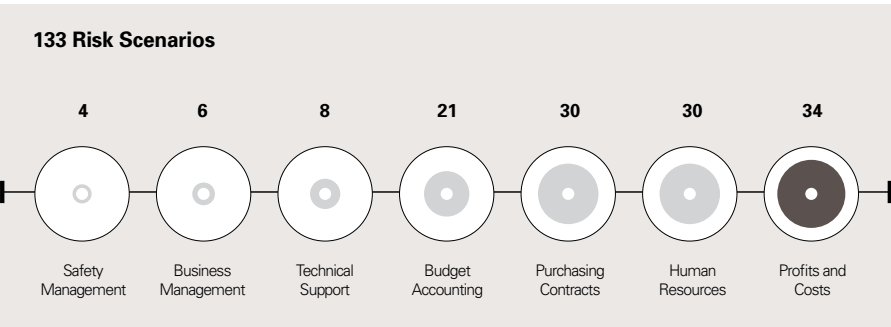 133 Risk Scenarios
4 6 8 21 30 30 34
Safety Management
Business Management
Technical Support
Budget Accounting
Purchasing Contracts
Human Resources
Profits and Costs